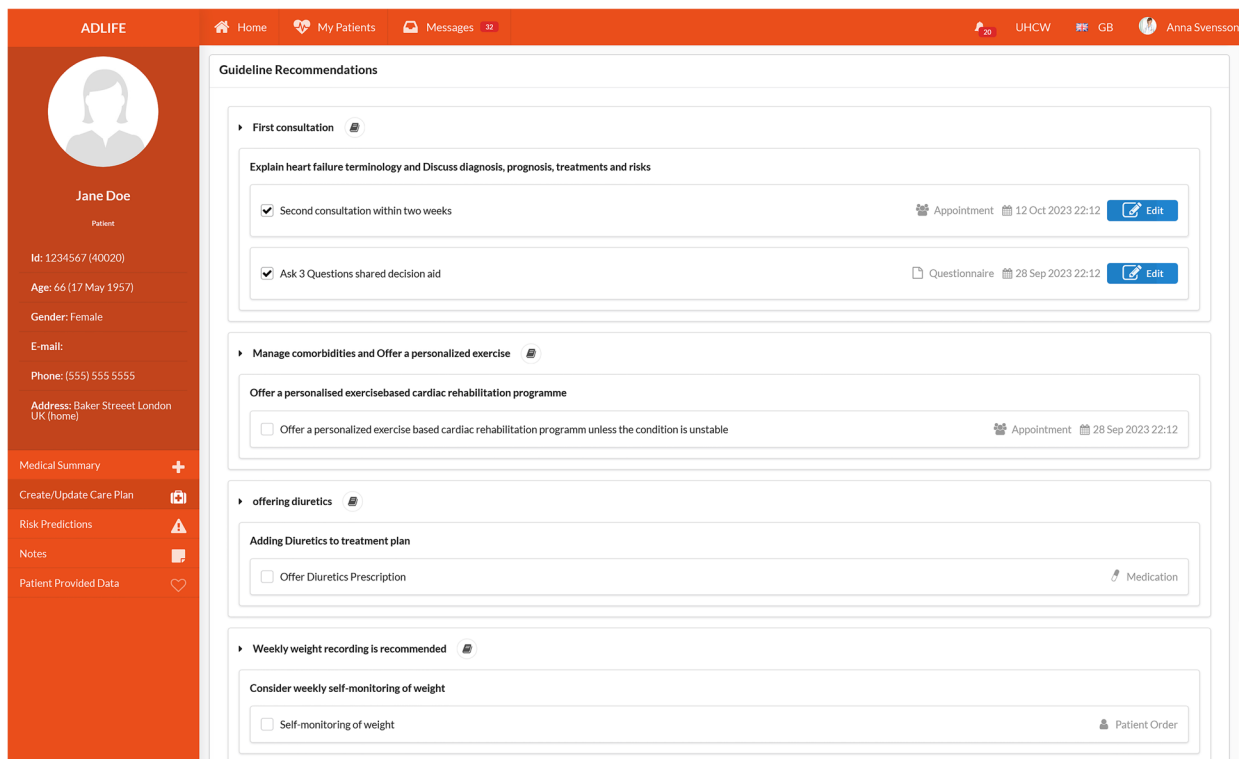 ADLIFE
Home
My Patients
Messages 32
20
UHCW
GB
Anna Svensson
Jane Doe
Patient
Id: 1234567 (40020)
Age: 66 (17 May 1957)
Gender: Female
E-mail:
Phone: (555) 555 5555
Address: Baker Streeet London
UK (home)
Medical Summary
Create/Update Care Plan
Risk Predictions
Notes
Patient Provided Data
Guideline Recommendations
First consultation
Explain heart failure terminology and Discuss diagnosis, prognosis, treatments and risks
Second consultation within two weeks Appointment 12 Oct 2023 22:12 Edit
Ask 3 Questions shared decision aid Questionnaire 28 Sep 2023 22:12 Edit
Manage comorbidities and Offer a personalized exercise
Offer a personalised exercisebased cardiac rehabilitation programme
Offer a personalized exercise based cardiac rehabilitation programm unless the condition is unstable Appointment 28 Sep 2023 22:12
offering diuretics
Adding Diuretics to treatment plan
Offer Diuretics Prescription Medication
Weekly weight recording is recommended
Consider weekly self-monitoring of weight
Self-monitoring of weight Patient Order